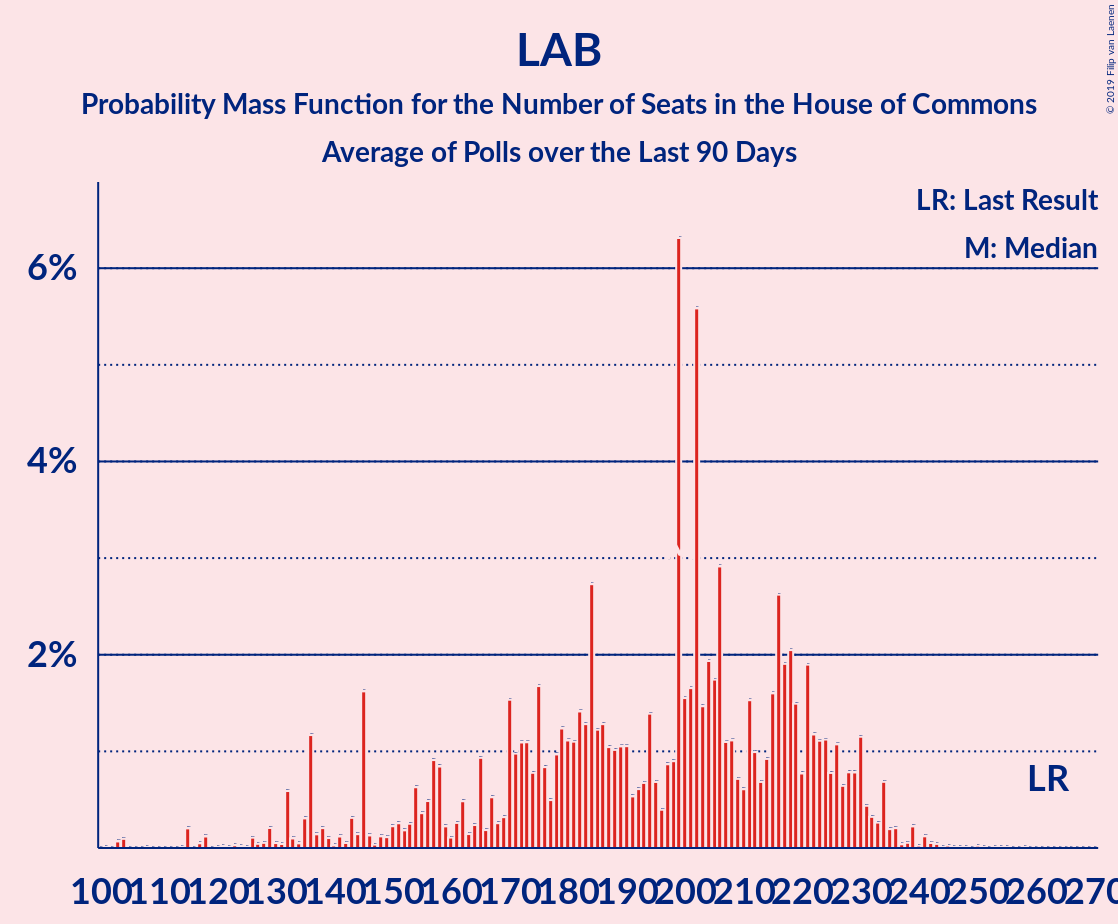 LAB
Probability Mass Function for the Number of Seats in the House of Commons
Average of Polls over the Last 90 Days
© 2019 Filip van Laenen
LR: Last Result
M: Median
6%
4%
2%
LR
100 110 120 130 140 150 160 170 180 190 200 210 220 230 240 250 260 270